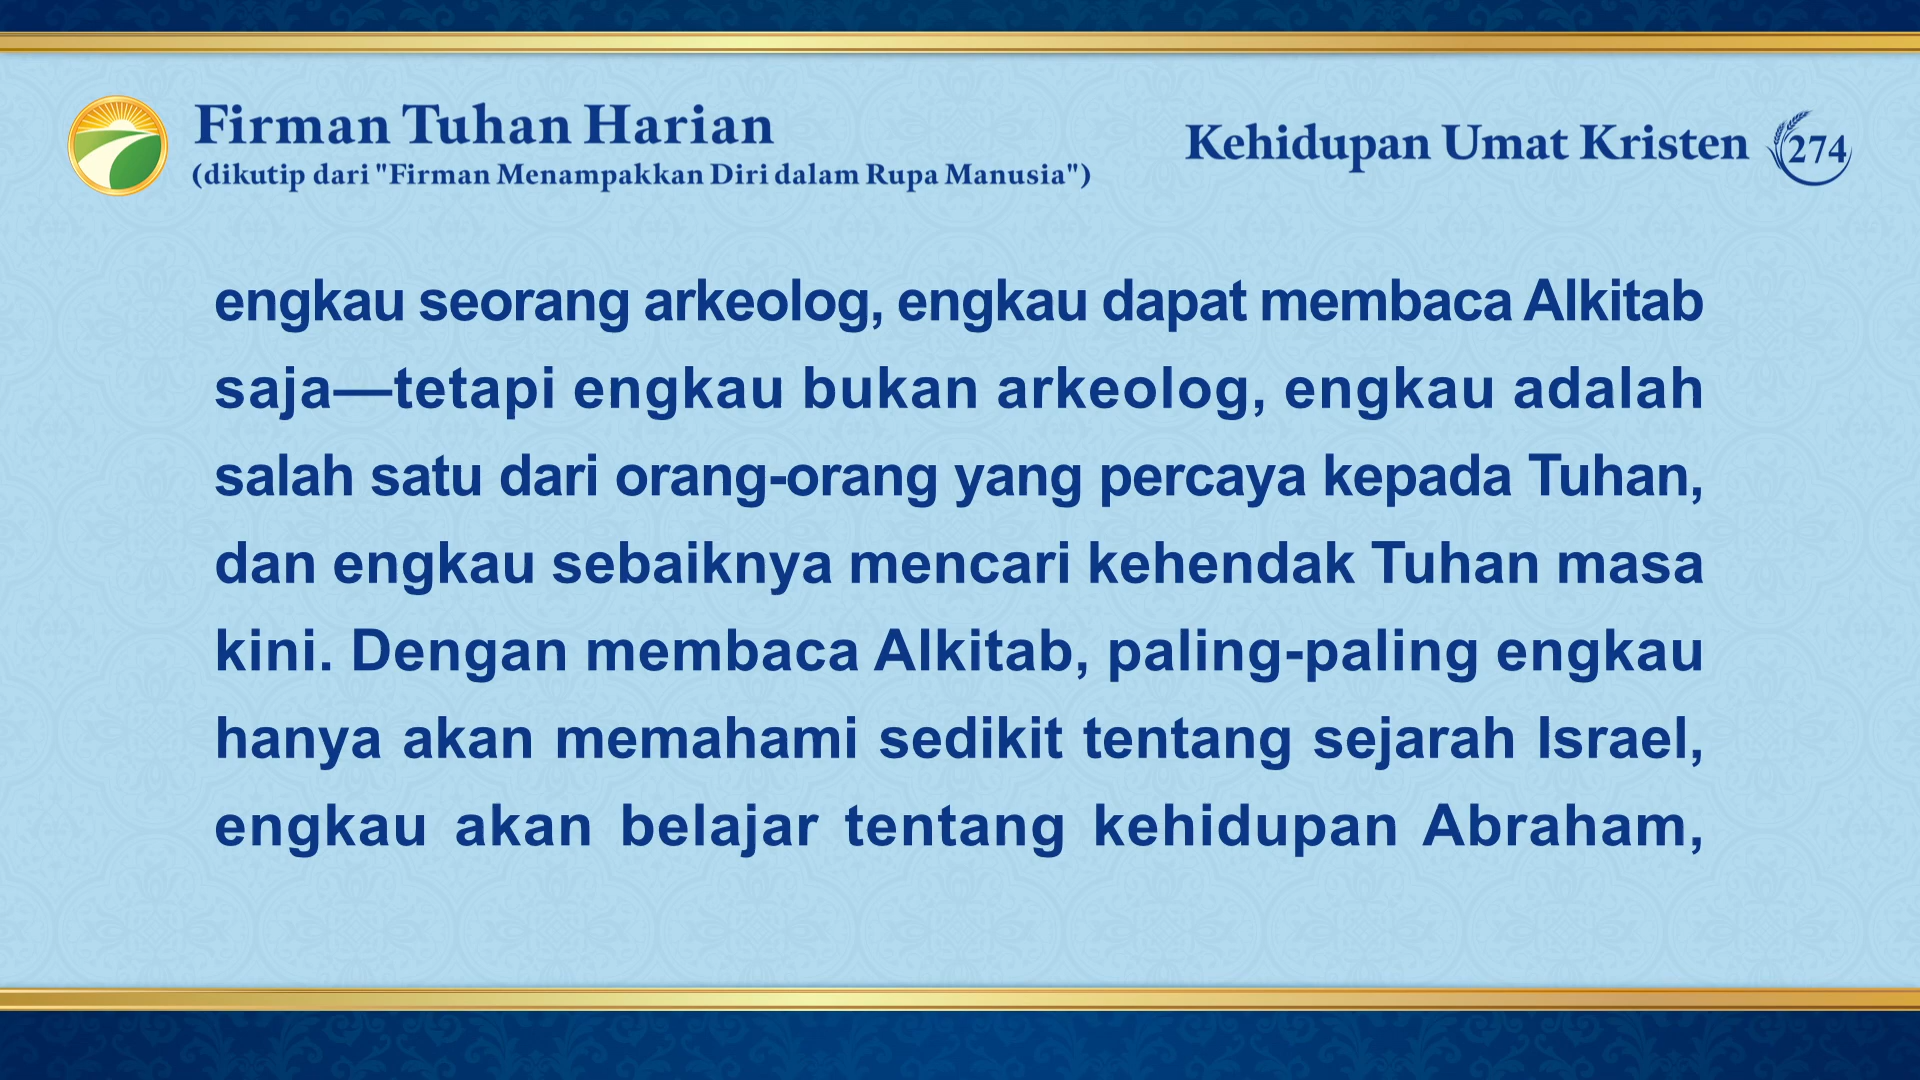 Firman Tuhan Harian
(dikutip dari "Firman Menampakkan Diri dalam Rupa Manusia")
Kehidupan Umat Kristen 274
engkau seorang arkeolog, engkau dapat membaca Alkitab
saja—tetapi engkau bukan arkeolog, engkau adalah
salah satu dari orang-orang yang percaya kepada Tuhan,
dan engkau sebaiknya mencari kehendak Tuhan masa
kini. Dengan membaca Alkitab, paling-paling engkau
hanya akan memahami sedikit tentang sejarah Israel,
engkau akan belajar tentang kehidupan Abraham,